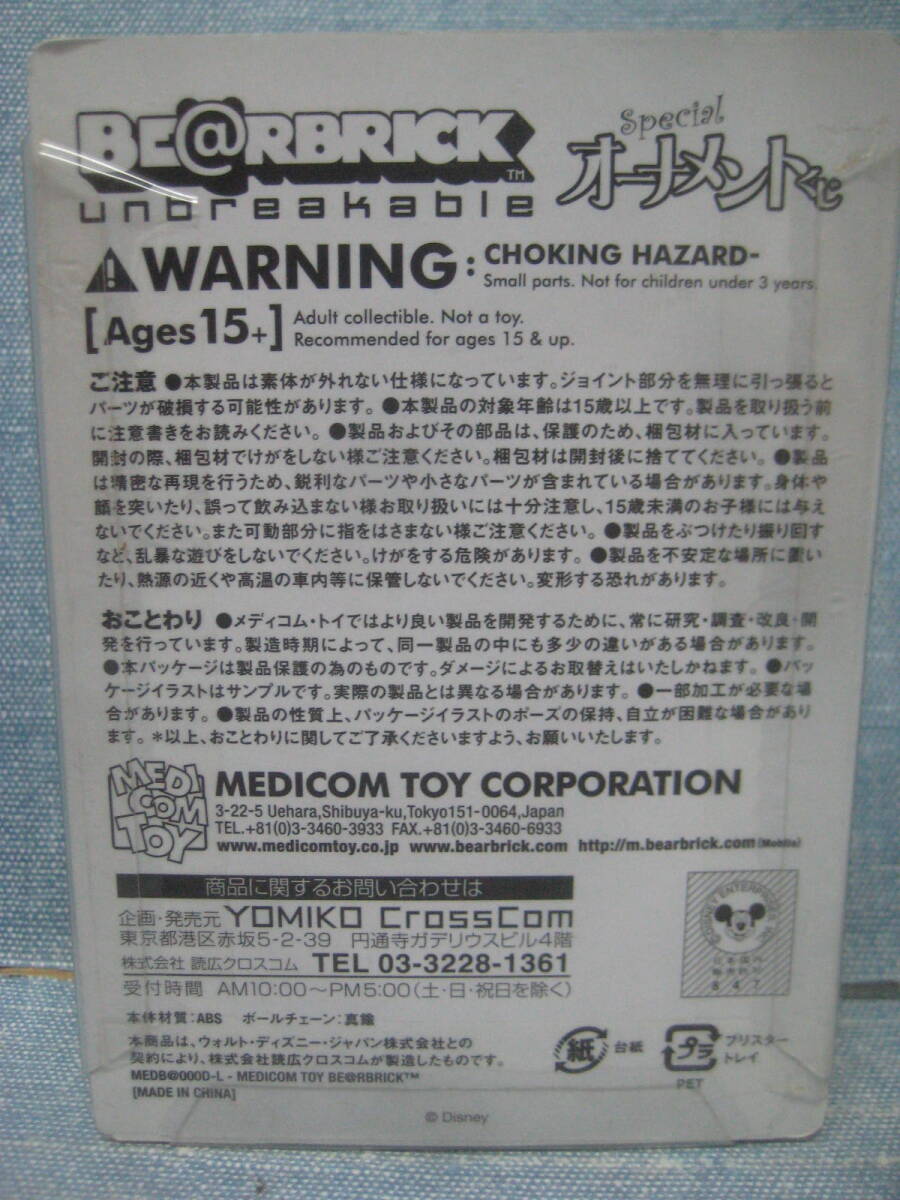 BE@RBRICK™
unbreakable
Special
オーナメントくじ
WARNING: CHOKING HAZARD-
Small parts. Not for children under 3 years.
[Ages 15+] Adult collectible. Not a toy.
Recommended for ages 15 & up.
ご注意 ●本製品は素体が外れない仕様になっています。ジョイント部分を無理に引っ張ると
パーツが破損する可能性があります。 ●本製品の対象年齢は15歳以上です。製品を取り扱う前
に注意書きをお読みください。 ●製品およびその部品は、保護のため、梱包材に入っています。
開封の際、梱包材でけがをしない様ご注意ください。梱包材は開封後に捨ててください。 ●製品
は精密な再現を行うため、鋭利なパーツや小さなパーツが含まれている場合があります。身体や
顔を突いたり、誤って飲み込まない様お取り扱いには十分注意し、15歳未満のお子様には与え
ないでください。また可動部分に指をはさまない様ご注意ください。 ●製品をぶつけたり振り回す
など、乱暴な遊びをしないでください。けがをする危険があります。 ●製品を不安定な場所に置い
たり、熱源の近くや高温の車内等に保管しないでください。変形する恐れがあります。
おことわり ●メディコム・トイではより良い製品を開発するために、常に研究・調査・改良・開
発を行っています。製造時期によって、同一製品の中にも多少の違いがある場合があります。
●本パッケージは製品保護の為のものです。ダメージによるお取替えはいたしかねます。 ●パッ
ケージイラストはサンプルです。実際の製品とは異なる場合があります。 ●一部加工が必要な場
合があります。 ●製品の性質上、パッケージイラストのポーズの保持、自立が困難な場合があり
ます。 *以上、おことわりに関してご了承くださいますよう、お願いいたします。
MEDI
COM
TOY
MEDICOM TOY CORPORATION
3-22-5 Uehara,Shibuya-ku,Tokyo151-0064,Japan
TEL.+81(0)3-3460-3933 FAX.+81(0)3-3460-6933
www.medicomtoy.co.jp www.bearbrick.com http://m.bearbrick.com [Mobile]
商品に関するお問い合わせは
企画・発売元 YOMIKO CrossCom
東京都港区赤坂5-2-39 円通寺ガデリウスビル4階
株式会社 読広クロスコム TEL 03-3228-1361
受付時間 AM10:00〜PM5:00(土・日・祝日を除く)
本体材質:ABS ボールチェーン:真鍮
本商品は、ウォルト・ディズニー・ジャパン株式会社との
契約により、株式会社読広クロスコムが製造したものです。
MEDB@000D-L - MEDICOM TOY BE@RBRICK™
[MADE IN CHINA]
紙 台紙
プラ ブリスター
トレイ
PET
© Disney